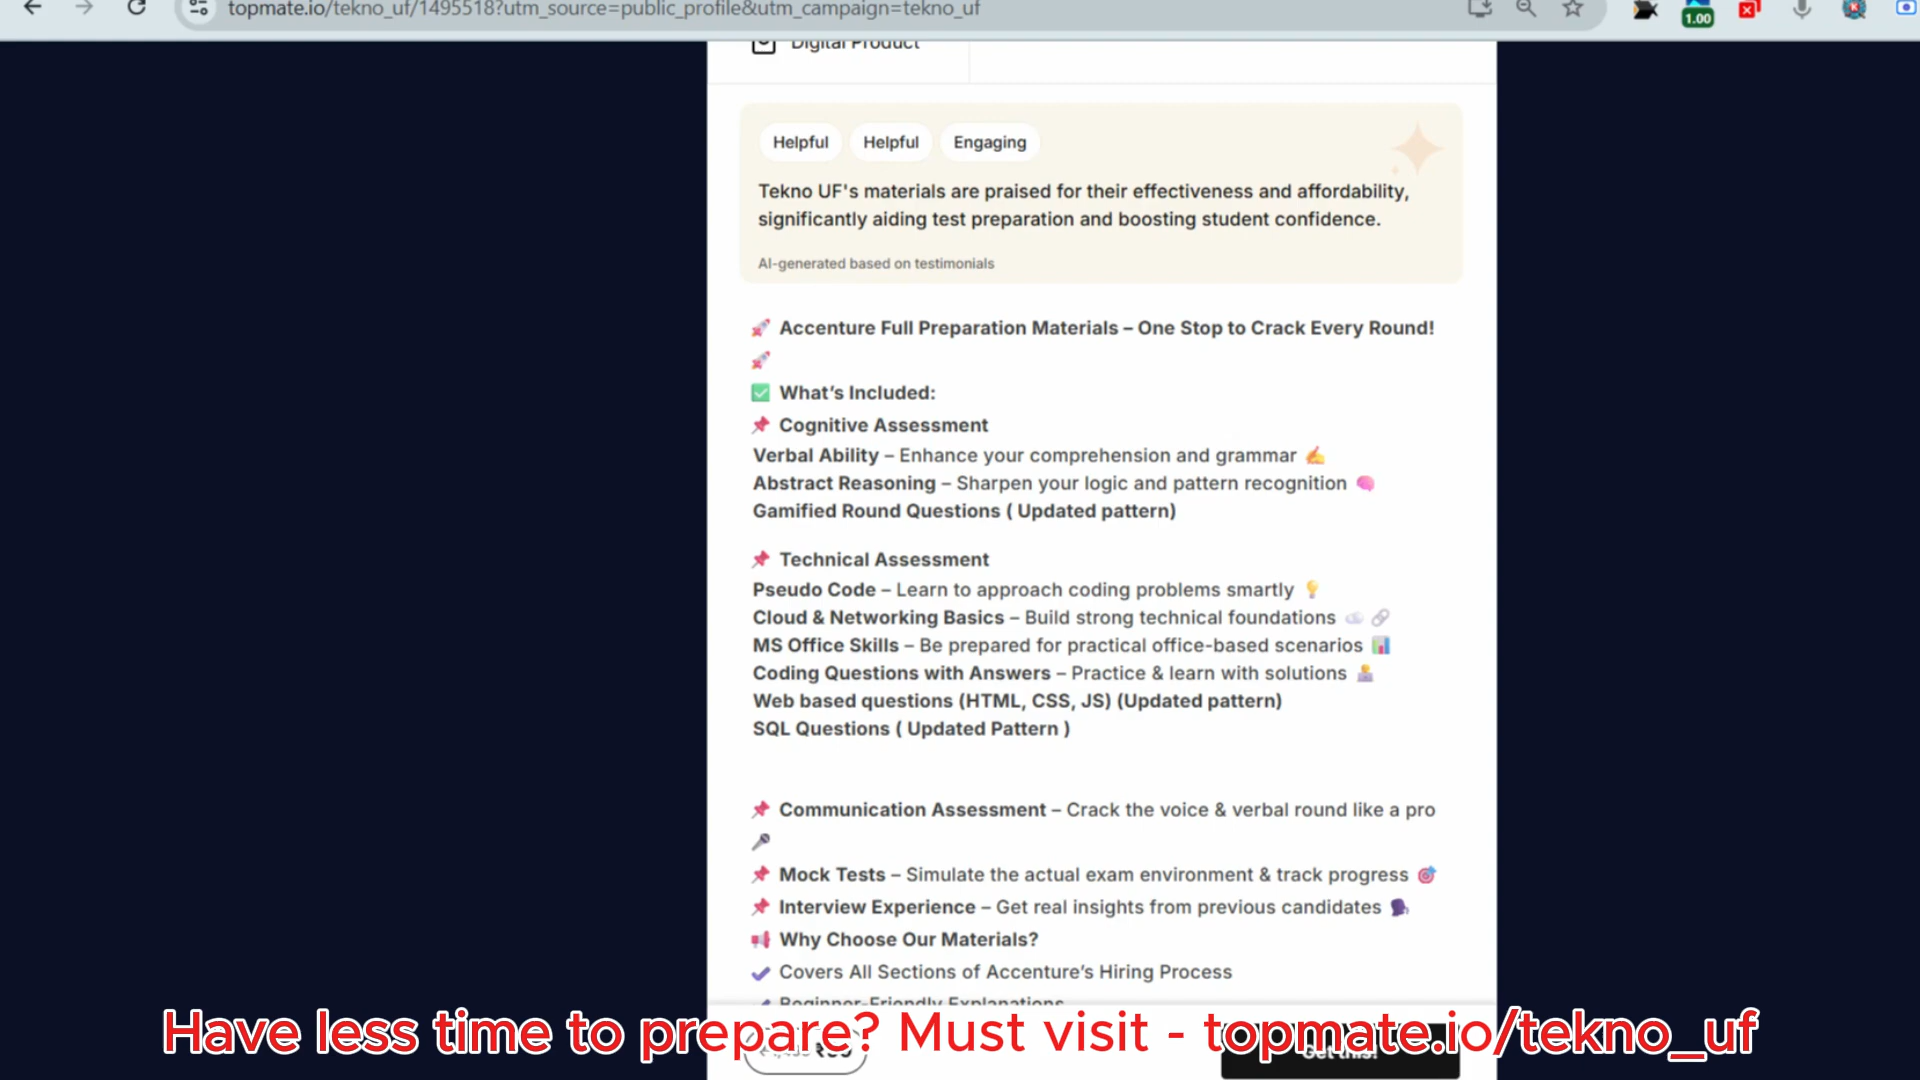 topmate.io/tekno_uf/1495518?utm_source=public_profile&utm_campaign=tekno_uf
1.00
Digital Product
Helpful
Helpful
Engaging
Tekno UF's materials are praised for their effectiveness and affordability,
significantly aiding test preparation and boosting student confidence.
AI-generated based on testimonials
🚀 Accenture Full Preparation Materials – One Stop to Crack Every Round!
🚀
✅ What's Included:
📌 Cognitive Assessment
Verbal Ability – Enhance your comprehension and grammar ✍️
Abstract Reasoning – Sharpen your logic and pattern recognition 🧠
Gamified Round Questions ( Updated pattern)
📌 Technical Assessment
Pseudo Code – Learn to approach coding problems smartly 💡
Cloud & Networking Basics – Build strong technical foundations ☁️ 🔗
MS Office Skills – Be prepared for practical office-based scenarios 📊
Coding Questions with Answers – Practice & learn with solutions 🧑‍💻
Web based questions (HTML, CSS, JS) (Updated pattern)
SQL Questions ( Updated Pattern )
📌 Communication Assessment – Crack the voice & verbal round like a pro
🎤
📌 Mock Tests – Simulate the actual exam environment & track progress 🎯
📌 Interview Experience – Get real insights from previous candidates 🗣️
📢 Why Choose Our Materials?
✔️ Covers All Sections of Accenture's Hiring Process
Beginner-Friendly Explanations
Have less time to prepare? Must visit - topmate.io/tekno_uf
Get this!